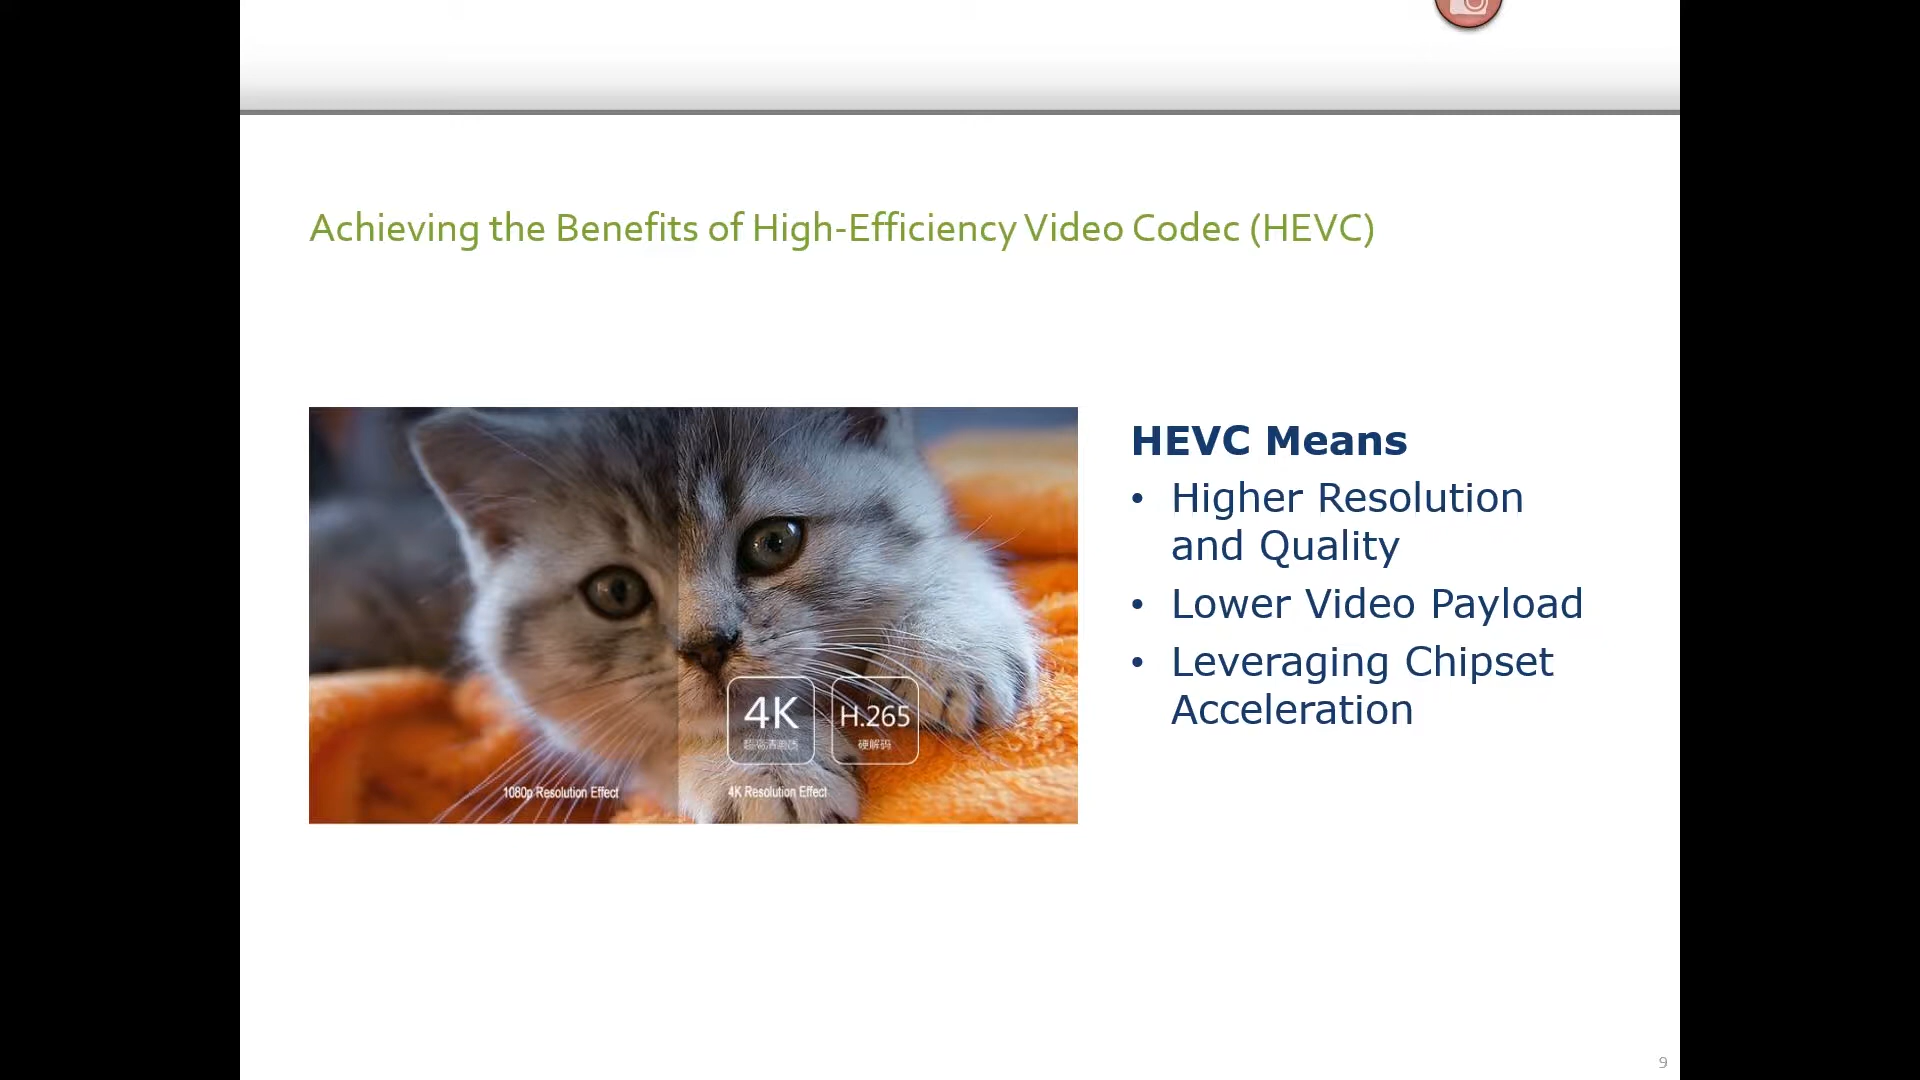 Achieving the Benefits of High-Efficiency Video Codec (HEVC)
HEVC Means
• Higher Resolution
and Quality
• Lower Video Payload
• Leveraging Chipset
Acceleration
4K
超高清画质
H.265
硬解码
1080p Resolution Effect
4K Resolution Effect
9